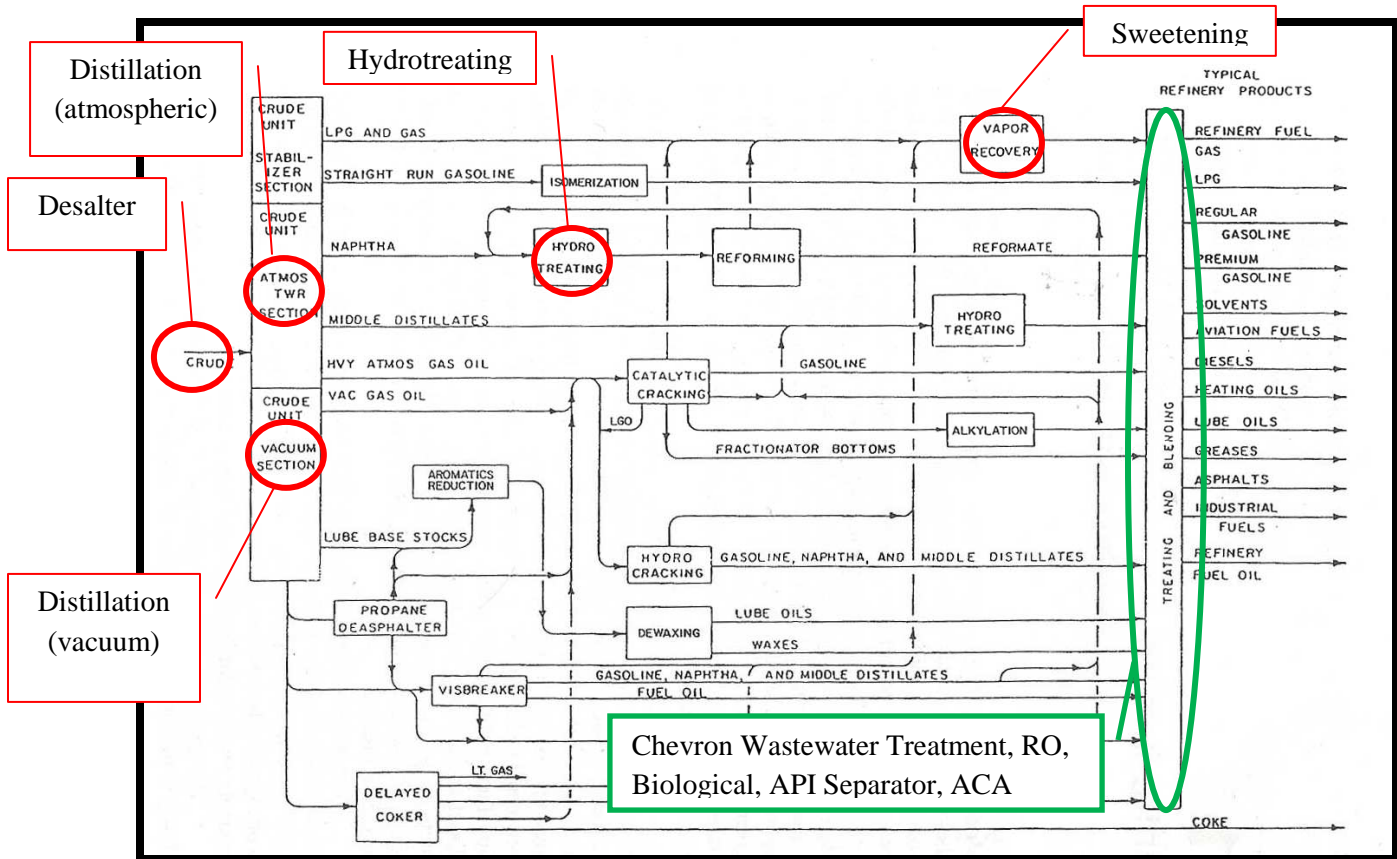 Sweetening
Hydrotreating
Distillation
(atmospheric)
Desalter
Distillation
(vacuum)
TYPICAL
REFINERY PRODUCTS
CRUDE
UNIT
STABIL-
IZER
SECTION
CRUDE
UNIT
ATMOS
TWR
SECTION
CRUDE
CRUDE
UNIT
VACUUM
SECTION
LPG AND GAS
VAPOR
RECOVERY
STRAIGHT RUN GASOLINE
ISOMERIZATION
NAPHTHA
HYDRO
TREATING
REFORMING
REFORMATE
MIDDLE DISTILLATES
HYDRO
TREATING
HVY ATMOS GAS OIL
CATALYTIC
CRACKING
GASOLINE
VAC GAS OIL
LGO
ALKYLATION
FRACTIONATOR BOTTOMS
AROMATICS
REDUCTION
LUBE BASE STOCKS
HYDRO
CRACKING
GASOLINE, NAPHTHA, AND MIDDLE DISTILLATES
PROPANE
DEASPHALTER
DEWAXING
LUBE OILS
WAXES
VISBREAKER
GASOLINE, NAPHTHA, AND MIDDLE DISTILLATES
FUEL OIL
Chevron Wastewater Treatment, RO,
Biological, API Separator, ACA
LT. GAS
DELAYED
COKER
COKE
TREATING AND BLENDING
REFINERY FUEL
GAS
LPG
REGULAR
GASOLINE
PREMIUM
GASOLINE
SOLVENTS
AVIATION FUELS
DIESELS
HEATING OILS
LUBE OILS
GREASES
ASPHALTS
INDUSTRIAL
FUELS
REFINERY
FUEL OIL